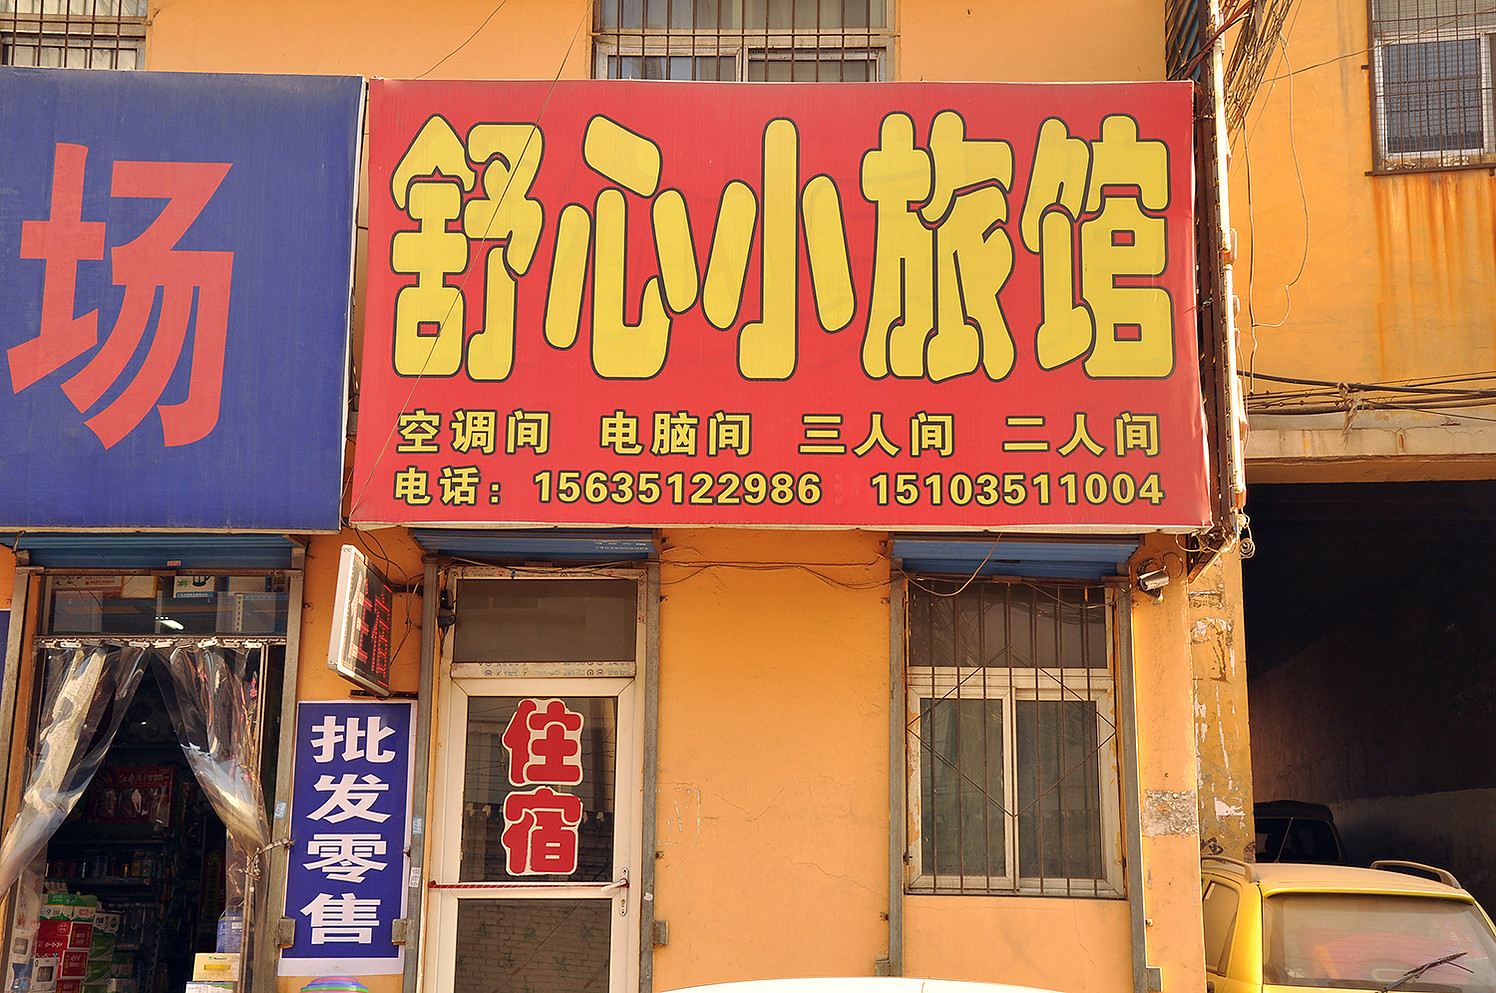 场
舒心小旅馆
空调间 电脑间 三人间 二人间
电话：15635122986 15103511004
住宿
批发零售